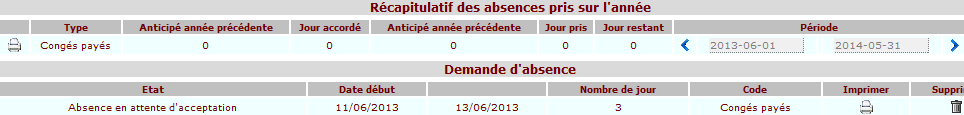 Récapitulatif des absences pris sur l'année
Type Anticipé année précédente Jour accordé Anticipé année précédente Jour pris Jour restant Période
Congés payés 0 0 0 0 0 2013-06-01 2014-05-31
Demande d'absence
Etat Date début Nombre de jour Code Imprimer Suppri
Absence en attente d'acceptation 11/06/2013 13/06/2013 3 Congés payés